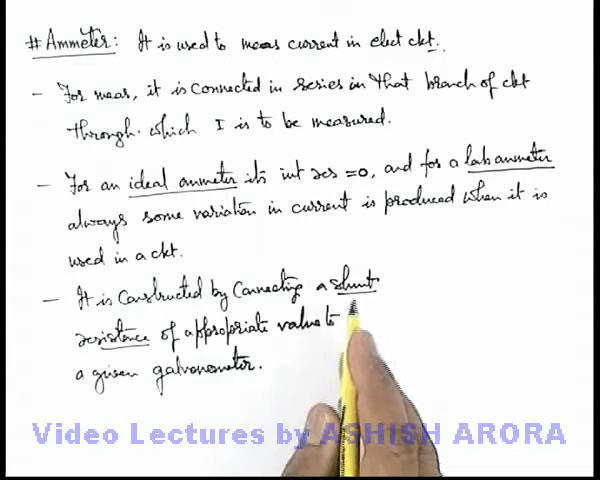 # Ammeter: It is used to meas current in elect ckt.
- For meas, it is connected in series in that branch of ckt
through which I is to be measured.
- For an ideal ammeter its int res = 0, and for a lab ammeter
always some variation in current is produced when it is
used in a ckt.
- It is constructed by connecting a shunt
resistance of appropriate value to
a given galvanometer.
Video Lectures by ASHISH ARORA